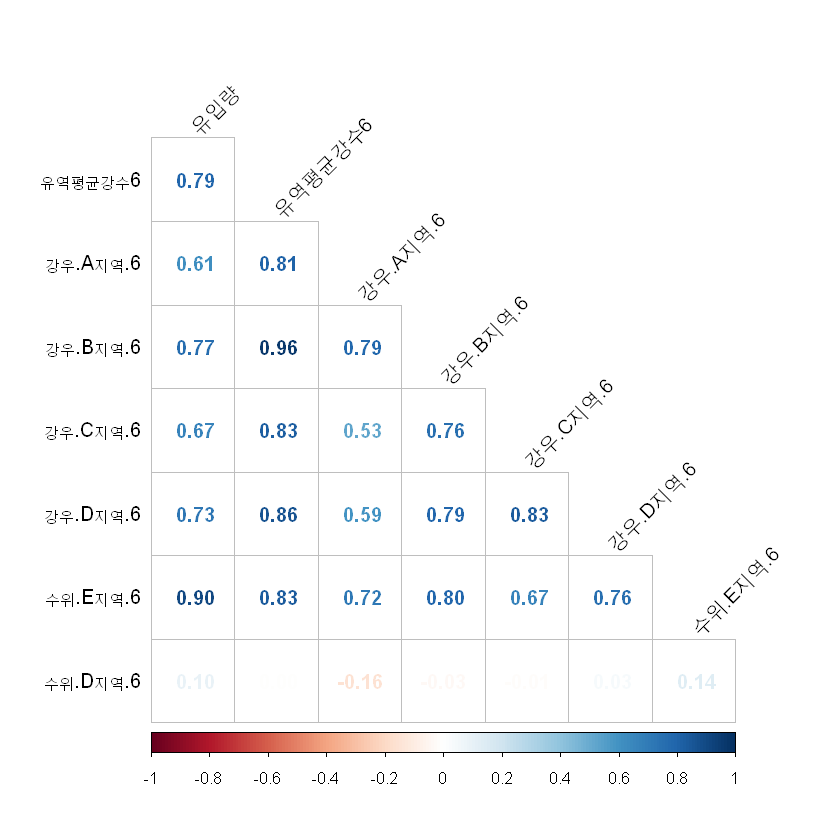 유입량
유역평균강수6
강우.A지역.6
강우.B지역.6
강우.C지역.6
강우.D지역.6
수위.E지역.6
유역평균강수6 0.79
강우.A지역.6 0.61 0.81
강우.B지역.6 0.77 0.96 0.79
강우.C지역.6 0.67 0.83 0.53 0.76
강우.D지역.6 0.73 0.86 0.59 0.79 0.83
수위.E지역.6 0.90 0.83 0.72 0.80 0.67 0.76
수위.D지역.6 0.10 -0.16 -0.03 -0.01 0.03 0.14
-1 -0.8 -0.6 -0.4 -0.2 0 0.2 0.4 0.6 0.8 1